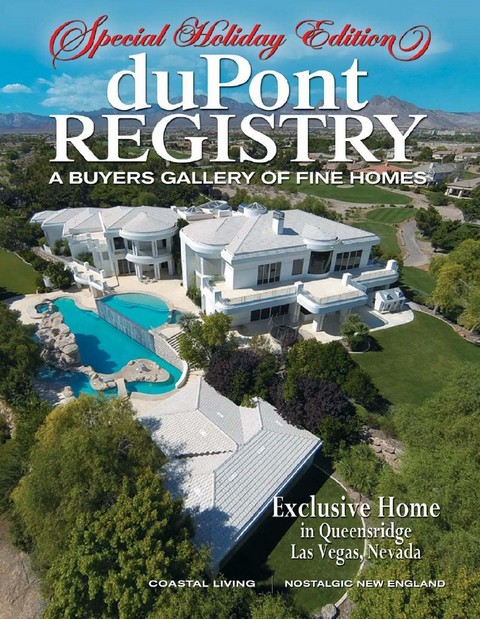 Special Holiday Edition
duPont
REGISTRY
A BUYERS GALLERY OF FINE HOMES
Exclusive Home
in Queensridge
Las Vegas, Nevada
COASTAL LIVING | NOSTALGIC NEW ENGLAND